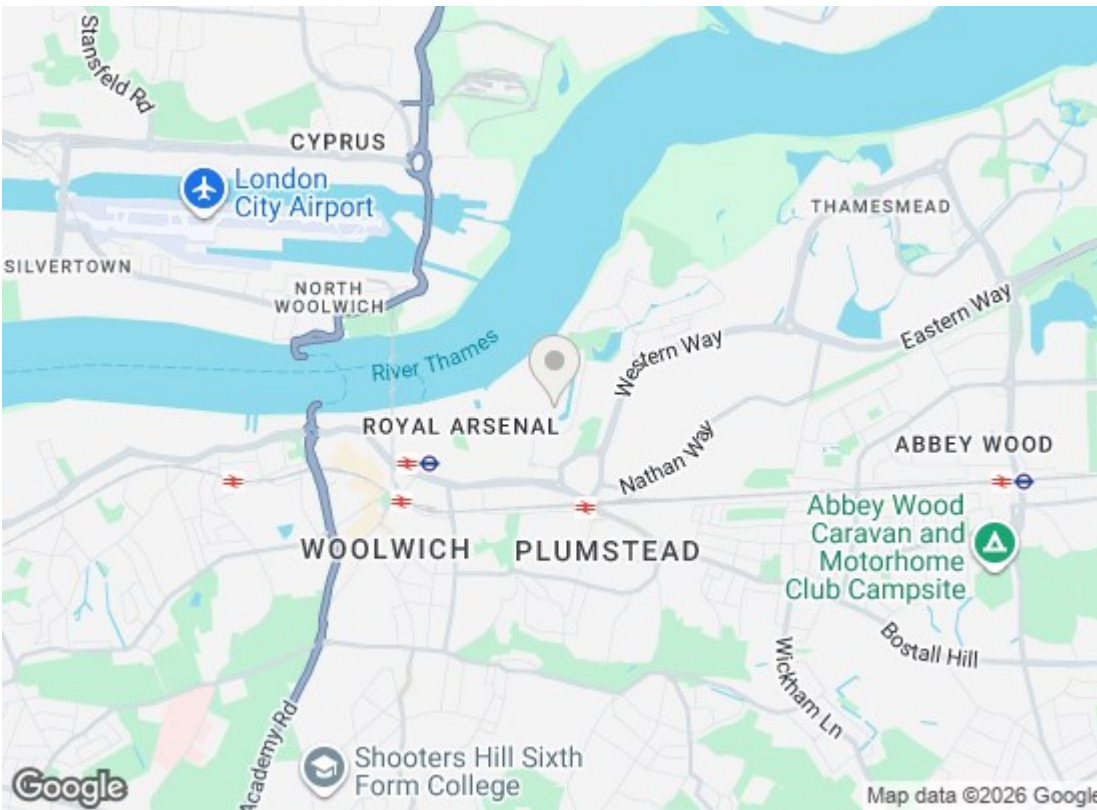 Stansfeld Rd
CYPRUS
London
City Airport
THAMESMEAD
SILVERTOWN
NORTH
WOOLWICH
Eastern Way
River Thames
Western Way
ROYAL ARSENAL
Nathan Way
ABBEY WOOD
WOOLWICH
PLUMSTEAD
Abbey Wood
Caravan and
Motorhome
Club Campsite
Bostall Hill
Wickham Ln
Academy Rd
Shooters Hill Sixth
Form College
Google
Map data ©2026 Google